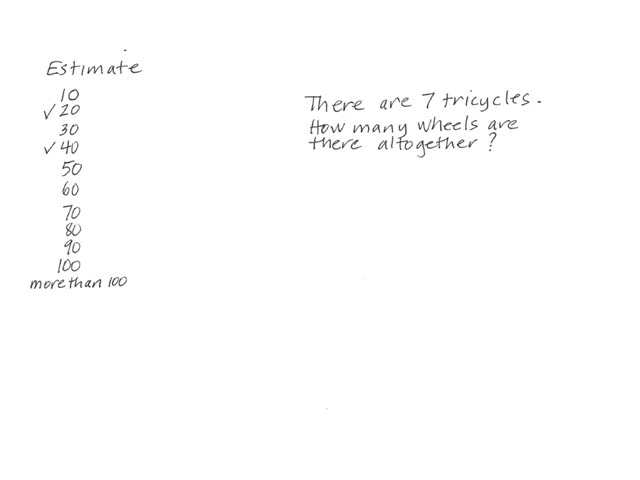 Estimate
10
✓ 20
30
✓ 40
50
60
70
80
90
100
more than 100
There are 7 tricycles.
How many wheels are
there altogether?